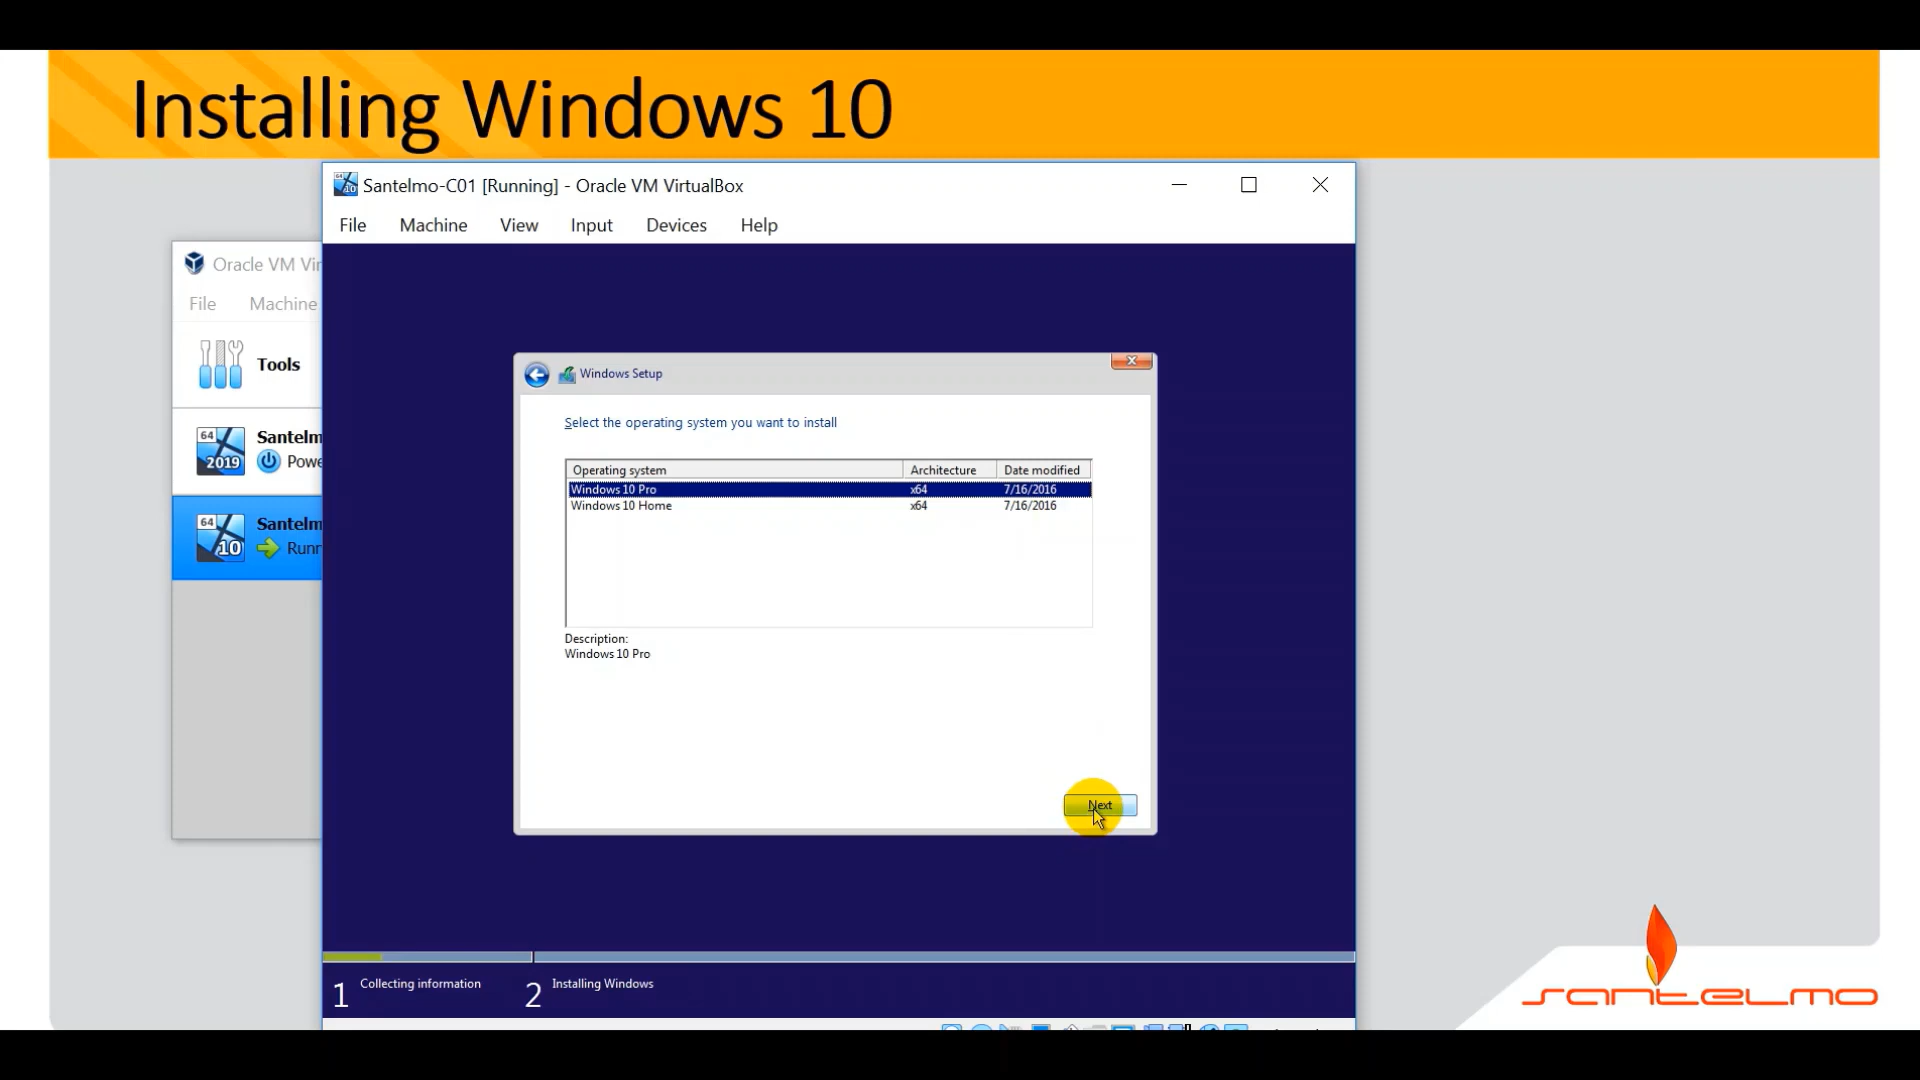 Installing Windows 10
Santelmo-C01 [Running] - Oracle VM VirtualBox
File Machine View Input Devices Help
Oracle VM Vir
File Machine
Tools
64
2019
Santelm
Powe
64
10
Santelm
Runn
Windows Setup
Select the operating system you want to install
Operating system Architecture Date modified
Windows 10 Pro x64 7/16/2016
Windows 10 Home x64 7/16/2016
Description:
Windows 10 Pro
Next
1 Collecting information 2 Installing Windows
santelmo